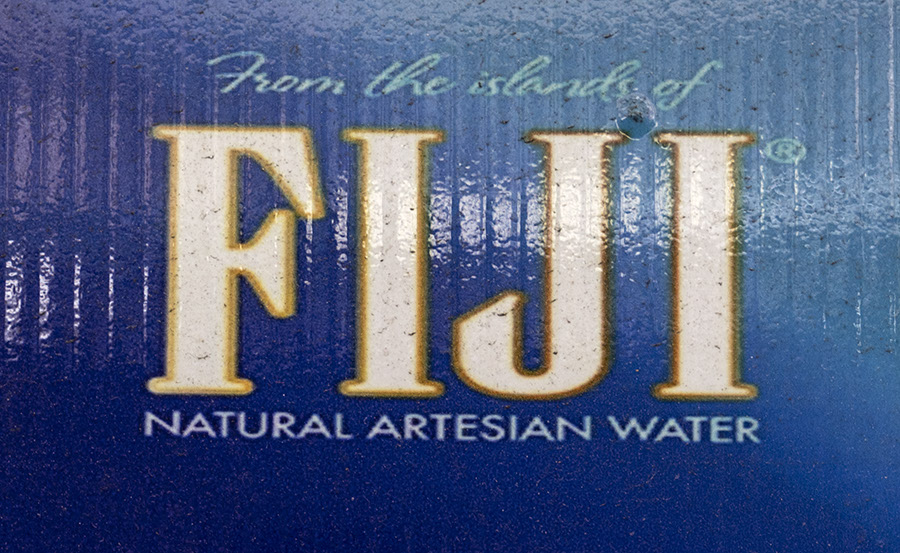 From the islands of
FIJI®
NATURAL ARTESIAN WATER